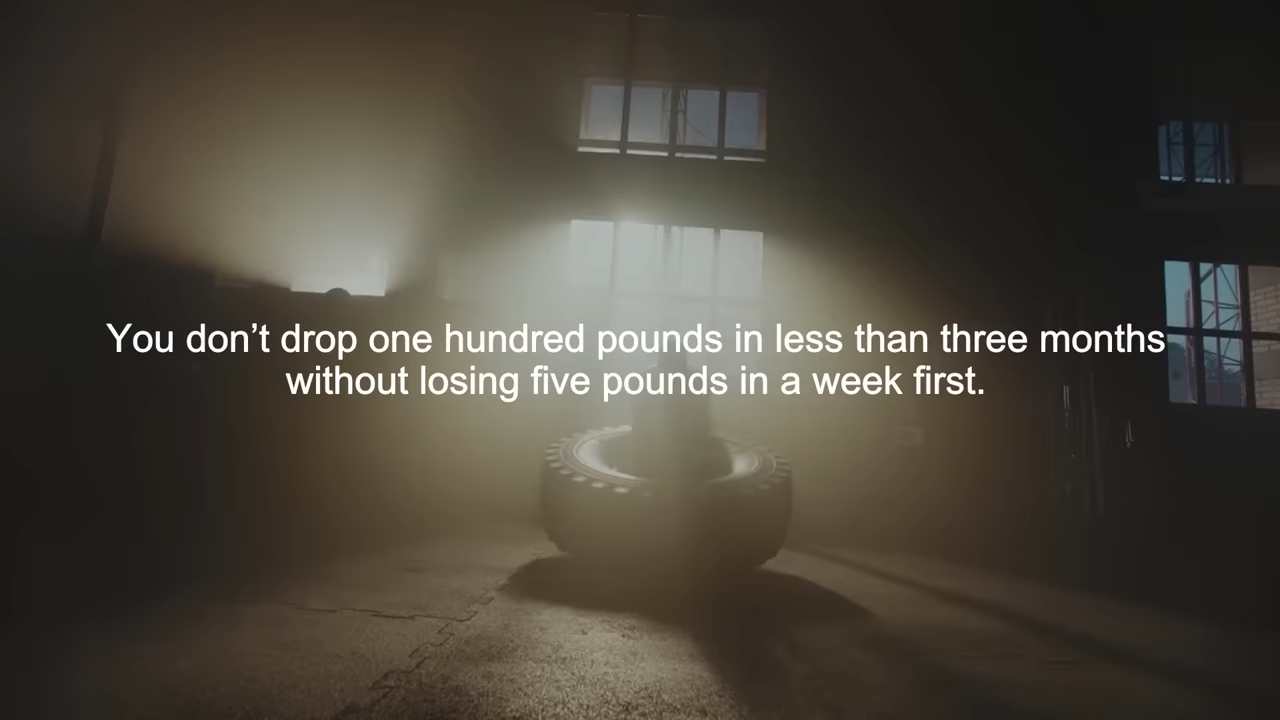 You don’t drop one hundred pounds in less than three months
without losing five pounds in a week first.